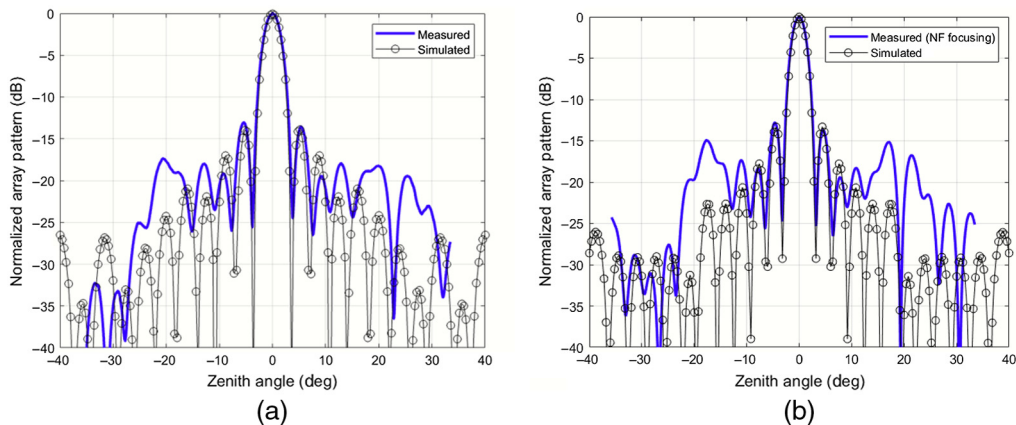 Normalized array pattern (dB)
0
−5
−10
−15
−20
−25
−30
−35
−40
Measured
Simulated
−40 −30 −20 −10 0 10 20 30 40
Zenith angle (deg)
(a)
Normalized array pattern (dB)
0
−5
−10
−15
−20
−25
−30
−35
−40
Measured (NF focusing)
Simulated
−40 −30 −20 −10 0 10 20 30 40
Zenith angle (deg)
(b)